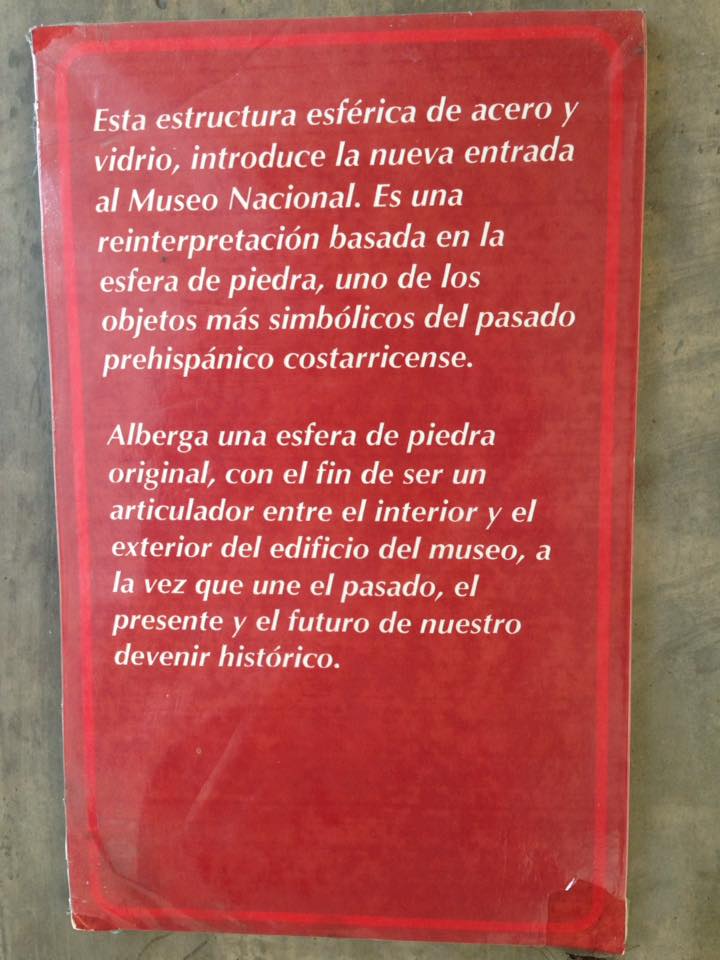 Esta estructura esférica de acero y
vidrio, introduce la nueva entrada
al Museo Nacional. Es una
reinterpretación basada en la
esfera de piedra, uno de los
objetos más simbólicos del pasado
prehispánico costarricense.
Alberga una esfera de piedra
original, con el fin de ser un
articulador entre el interior y el
exterior del edificio del museo, a
la vez que une el pasado, el
presente y el futuro de nuestro
devenir histórico.